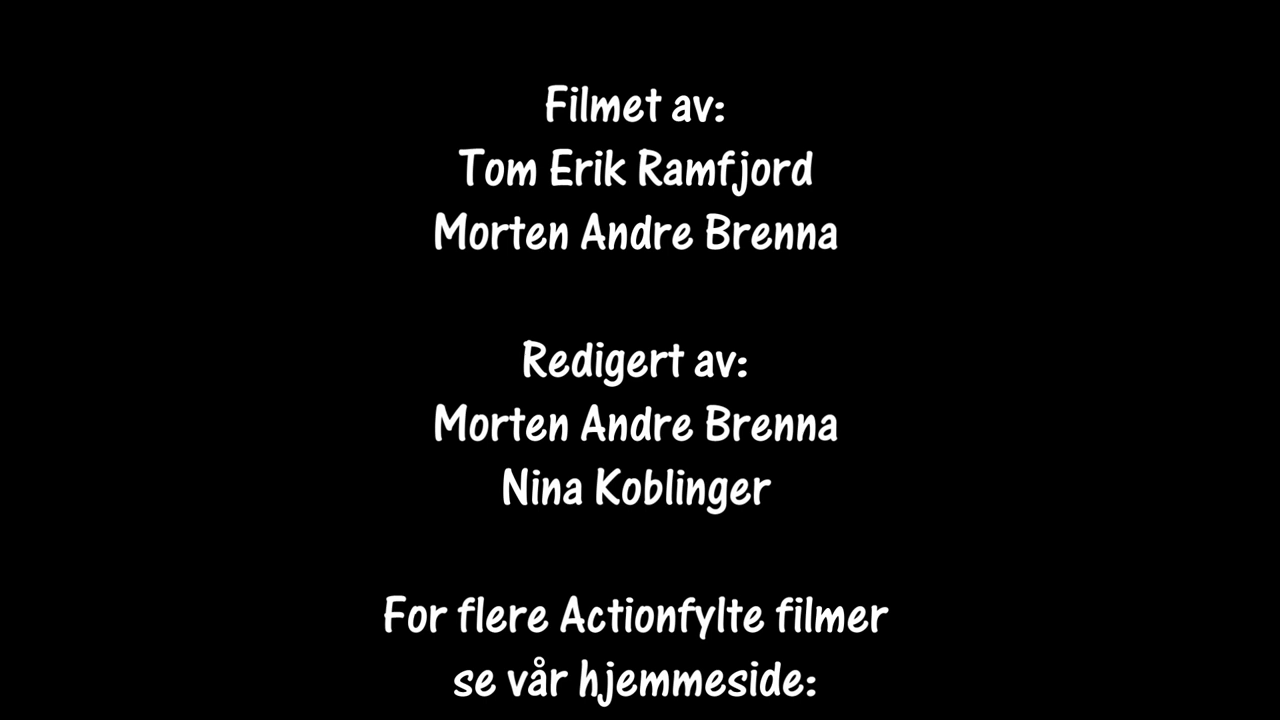 Filmet av:
Tom Erik Ramfjord
Morten Andre Brenna
Redigert av:
Morten Andre Brenna
Nina Koblinger
For flere Actionfylte filmer
se vår hjemmeside: